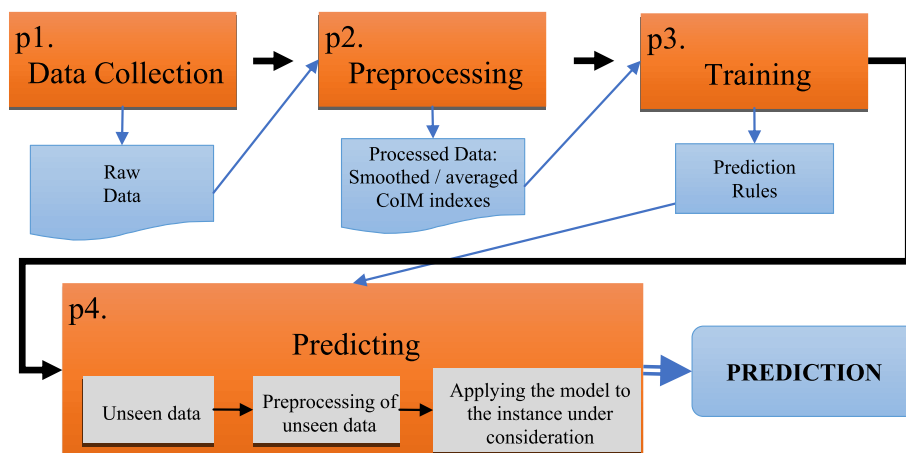 p1.
Data Collection
p2.
Preprocessing
p3.
Training
Raw
Data
Processed Data:
Smoothed / averaged
CoIM indexes
Prediction
Rules
p4.
Predicting
Unseen data
Preprocessing of
unseen data
Applying the model to
the instance under
consideration
PREDICTION